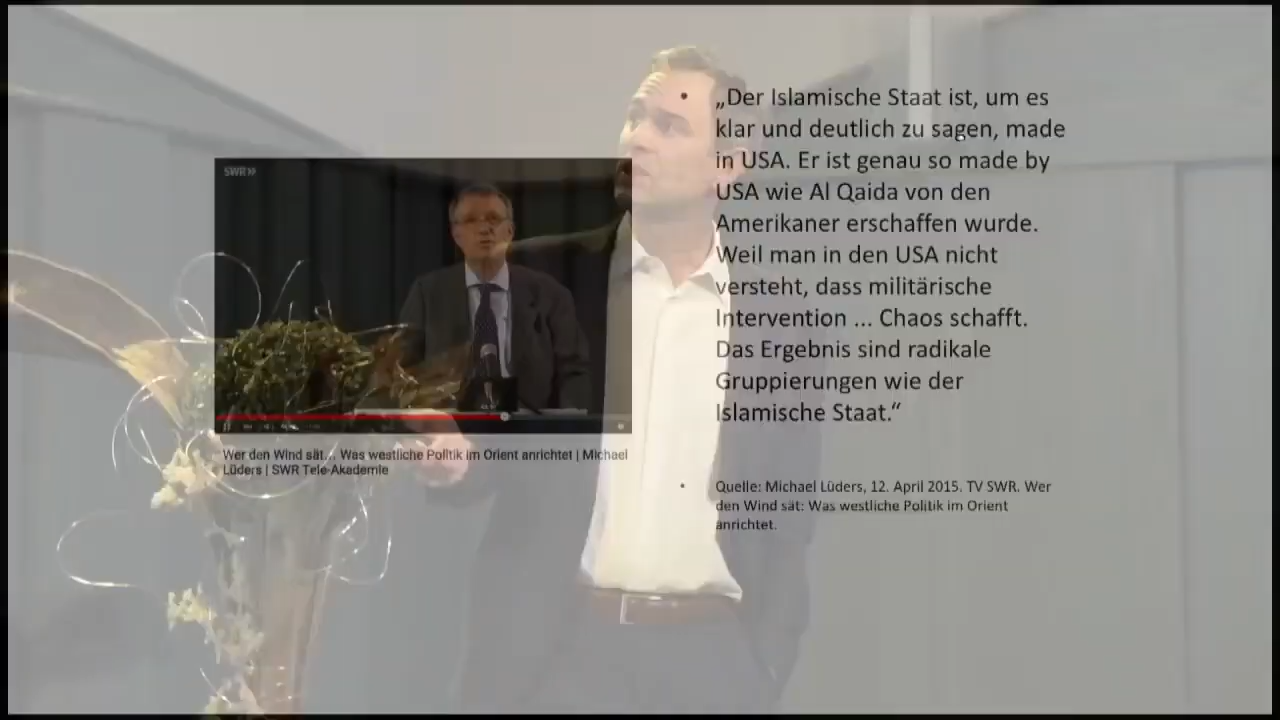 SWR»
Wer den Wind sät... Was westliche Politik im Orient anrichtet | Michael
Lüders | SWR Tele-Akademie
• „Der Islamische Staat ist, um es
klar und deutlich zu sagen, made
in USA. Er ist genau so made by
USA wie Al Qaida von den
Amerikaner erschaffen wurde.
Weil man in den USA nicht
versteht, dass militärische
Intervention ... Chaos schafft.
Das Ergebnis sind radikale
Gruppierungen wie der
Islamische Staat.“
• Quelle: Michael Lüders, 12. April 2015. TV SWR. Wer
den Wind sät: Was westliche Politik im Orient
anrichtet.